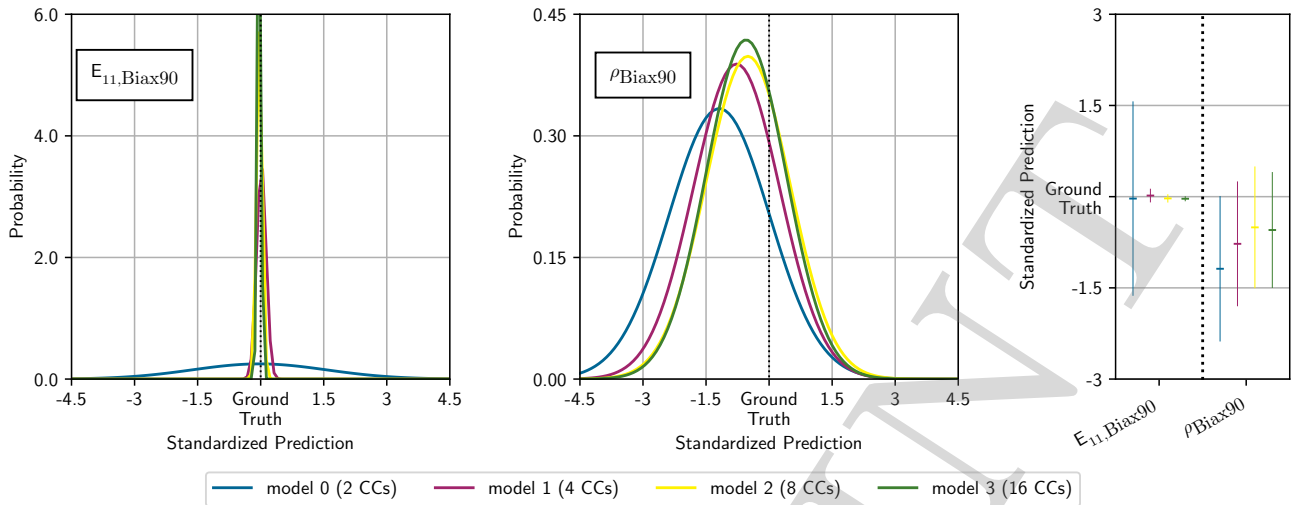 6.0
4.0
2.0
0.0
Probability
E11,Biax90
-4.5 -3 -1.5 Ground Truth 1.5 3 4.5
Standardized Prediction
0.45
0.30
0.15
0.00
Probability
ρBiax90
-4.5 -3 -1.5 Ground Truth 1.5 3 4.5
Standardized Prediction
3
1.5
Ground
Truth
-1.5
-3
Standardized Prediction
E11,Biax90
ρBiax90
model 0 (2 CCs) model 1 (4 CCs) model 2 (8 CCs) model 3 (16 CCs)